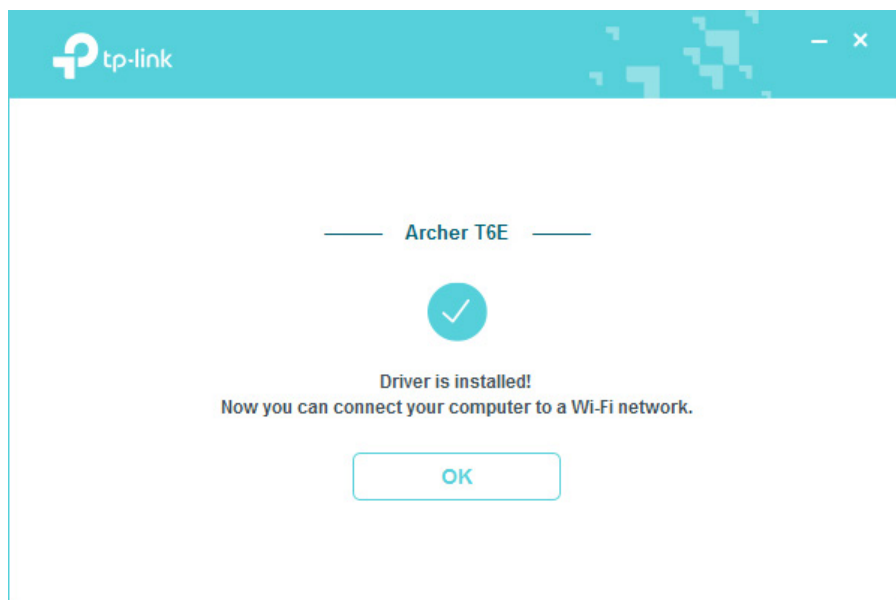 tp-link
Archer T6E
Driver is installed!
Now you can connect your computer to a Wi-Fi network.
OK